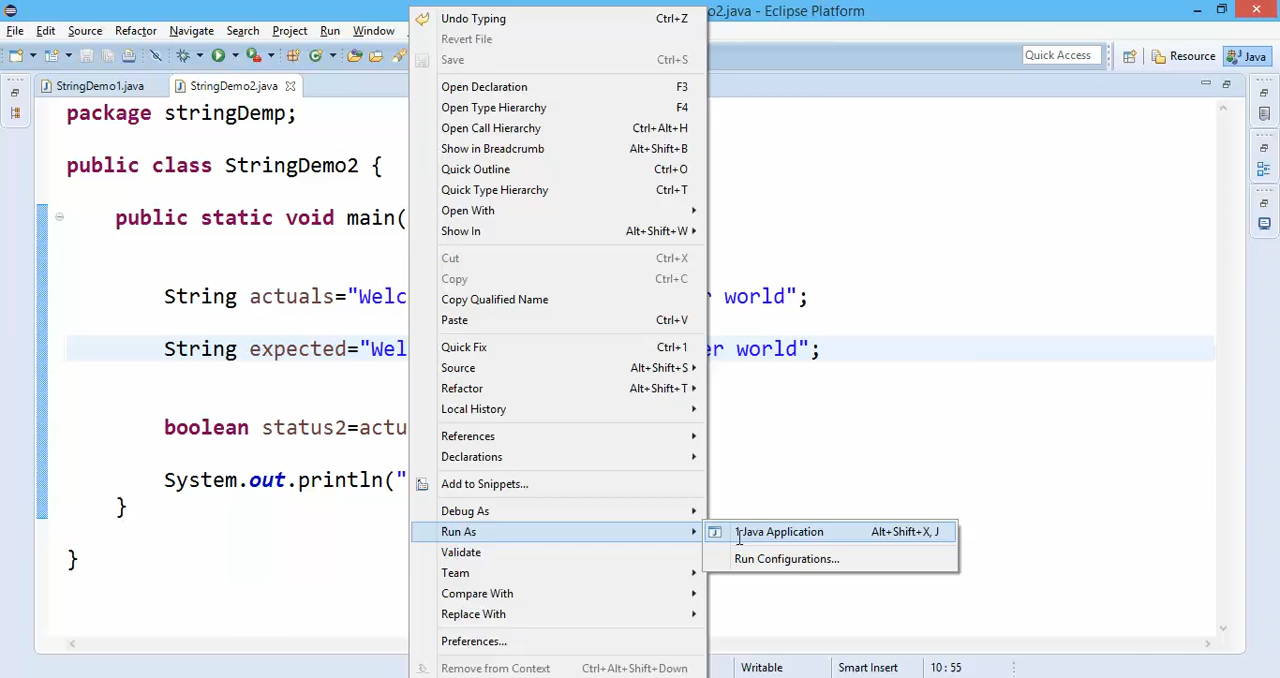 o2.java - Eclipse Platform
File Edit Source Refactor Navigate Search Project Run Window
Quick Access Resource Java
StringDemo1.java StringDemo2.java
package stringDemp;
public class StringDemo2 {
public static void main(
String actuals="Welc r world";
String expected="Wel er world";
boolean status2=actu
System.out.println("
}
}
Undo Typing Ctrl+Z
Revert File
Save Ctrl+S
Open Declaration F3
Open Type Hierarchy F4
Open Call Hierarchy Ctrl+Alt+H
Show in Breadcrumb Alt+Shift+B
Quick Outline Ctrl+O
Quick Type Hierarchy Ctrl+T
Open With
Show In Alt+Shift+W
Cut Ctrl+X
Copy Ctrl+C
Copy Qualified Name
Paste Ctrl+V
Quick Fix Ctrl+1
Source Alt+Shift+S
Refactor Alt+Shift+T
Local History
References
Declarations
Add to Snippets...
Debug As
Run As
Validate
Team
Compare With
Replace With
Preferences...
Remove from Context Ctrl+Alt+Shift+Down
1 Java Application Alt+Shift+X, J
Run Configurations...
Writable Smart Insert 10 : 55